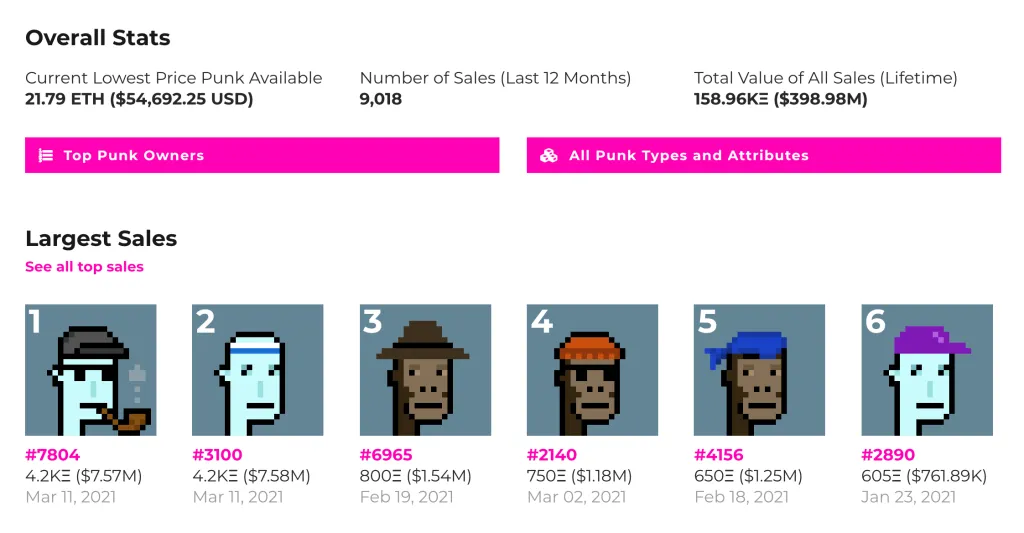 Overall Stats
Current Lowest Price Punk Available
21.79 ETH ($54,692.25 USD)
Number of Sales (Last 12 Months)
9,018
Total Value of All Sales (Lifetime)
158.96KΞ ($398.98M)
Top Punk Owners
All Punk Types and Attributes
Largest Sales
See all top sales
1
#7804
4.2KΞ ($7.57M)
Mar 11, 2021
2
#3100
4.2KΞ ($7.58M)
Mar 11, 2021
3
#6965
800Ξ ($1.54M)
Feb 19, 2021
4
#2140
750Ξ ($1.18M)
Mar 02, 2021
5
#4156
650Ξ ($1.25M)
Feb 18, 2021
6
#2890
605Ξ ($761.89K)
Jan 23, 2021